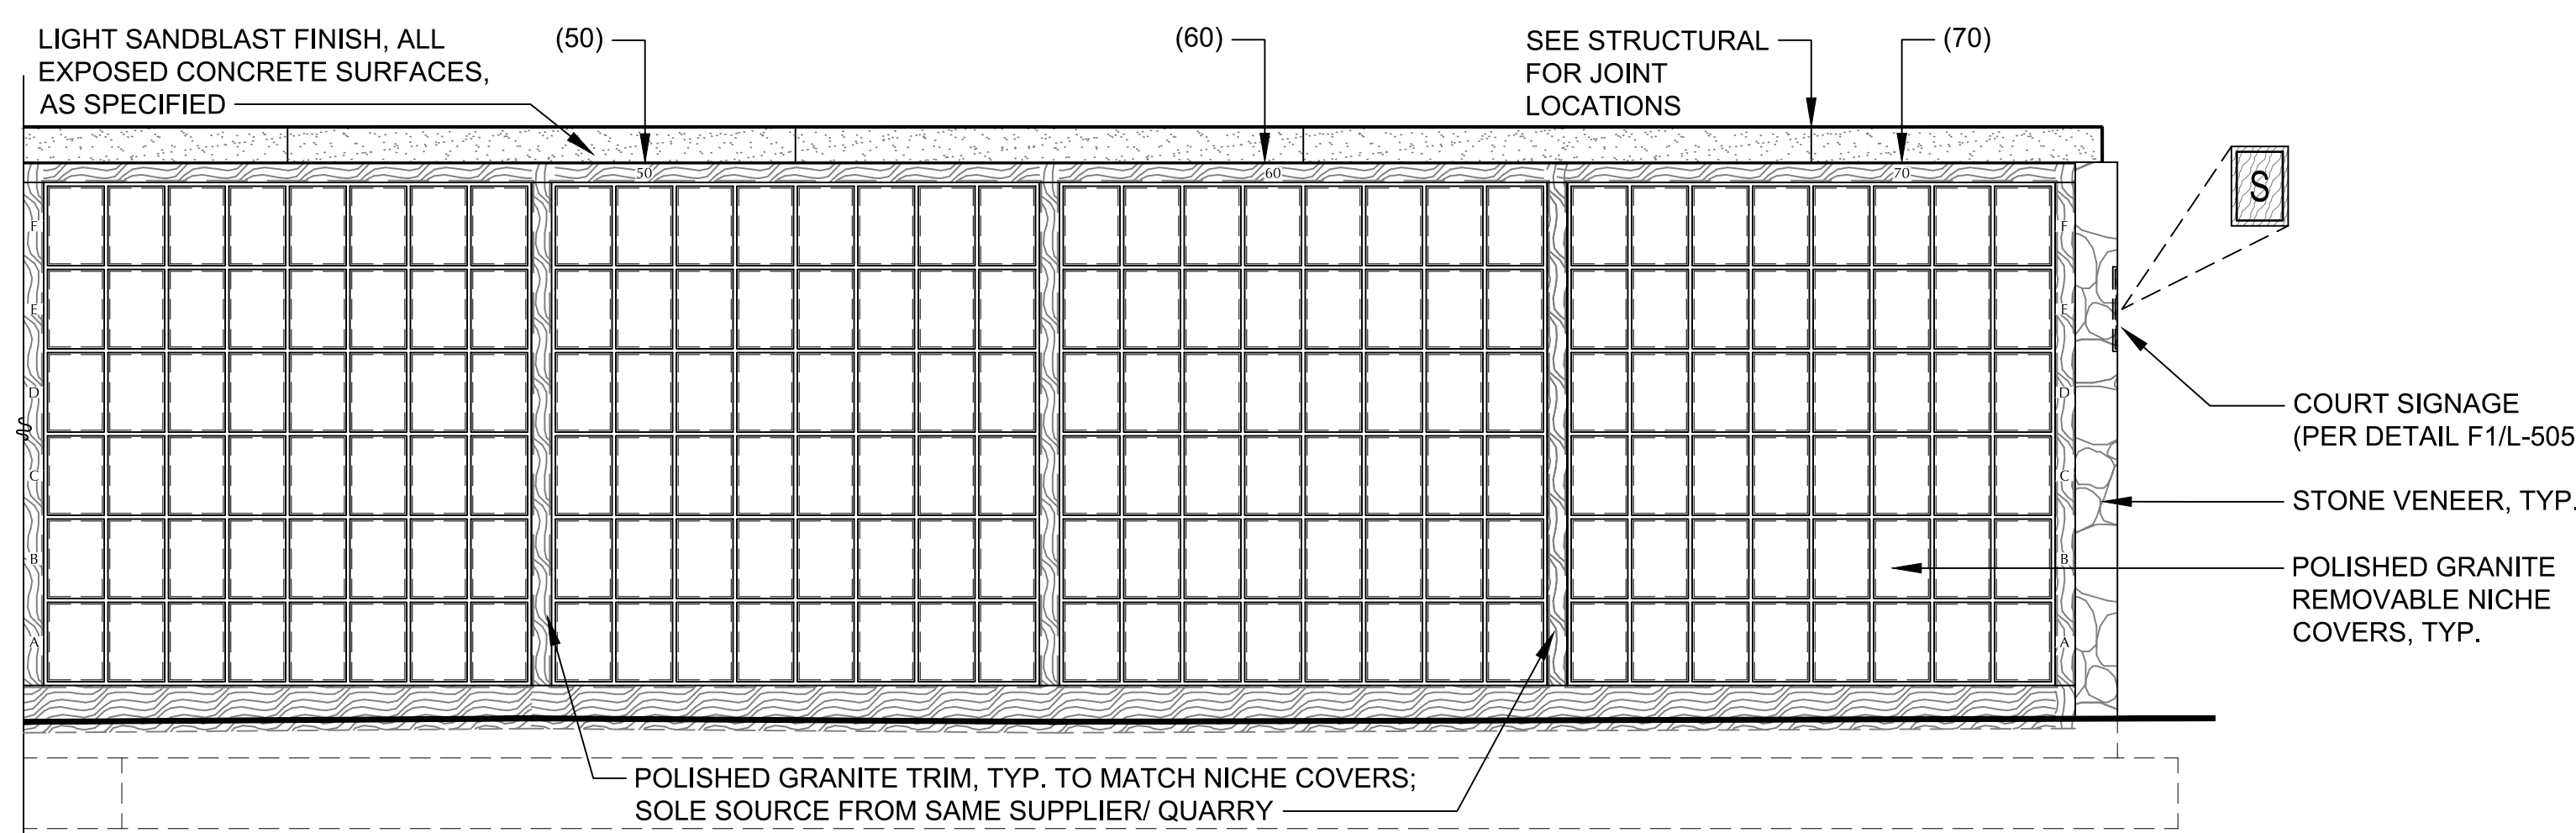 LIGHT SANDBLAST FINISH, ALL
EXPOSED CONCRETE SURFACES,
AS SPECIFIED
(50)
(60)
SEE STRUCTURAL
FOR JOINT
LOCATIONS
(70)
50
60
70
S
F
E
D
C
B
A
F
E
D
C
B
A
COURT SIGNAGE
(PER DETAIL F1/L-505
STONE VENEER, TYP.
POLISHED GRANITE
REMOVABLE NICHE
COVERS, TYP.
POLISHED GRANITE TRIM, TYP. TO MATCH NICHE COVERS;
SOLE SOURCE FROM SAME SUPPLIER/ QUARRY